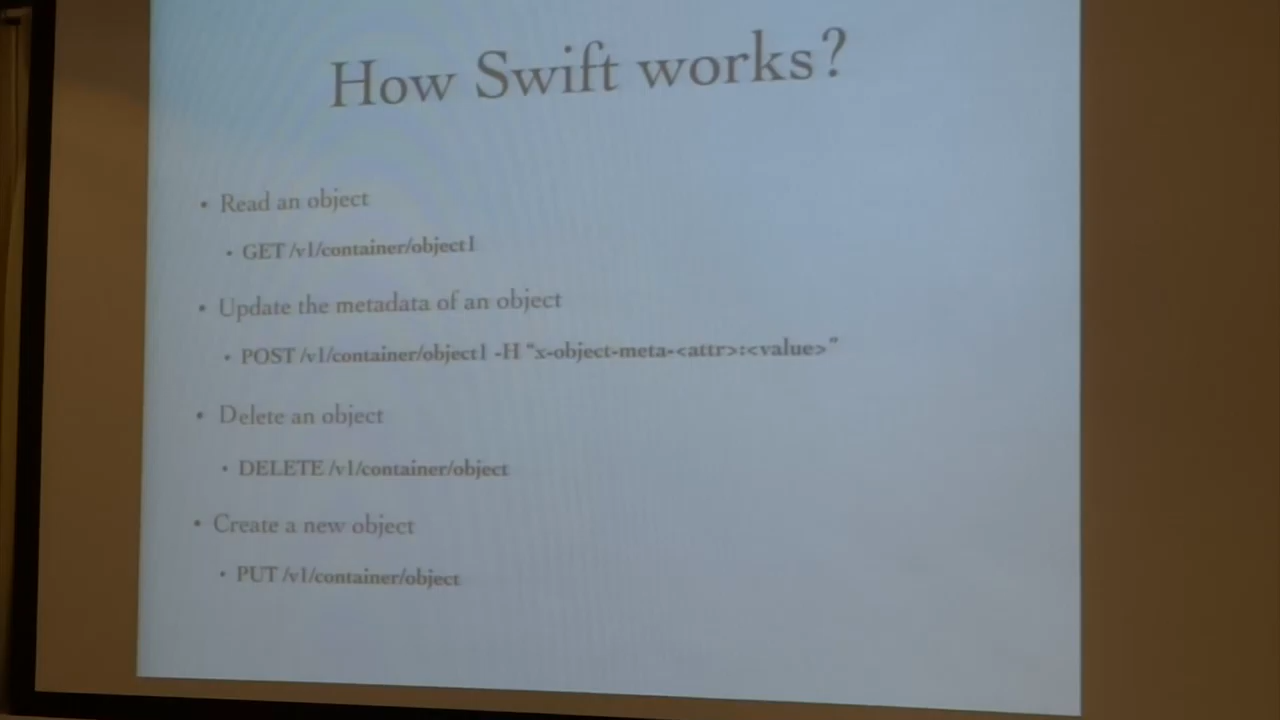 How Swift works?
• Read an object
• GET /v1/container/object1
• Update the metadata of an object
• POST /v1/container/object1 -H "x-object-meta-<attr>:<value>"
• Delete an object
• DELETE /v1/container/object
• Create a new object
• PUT /v1/container/object